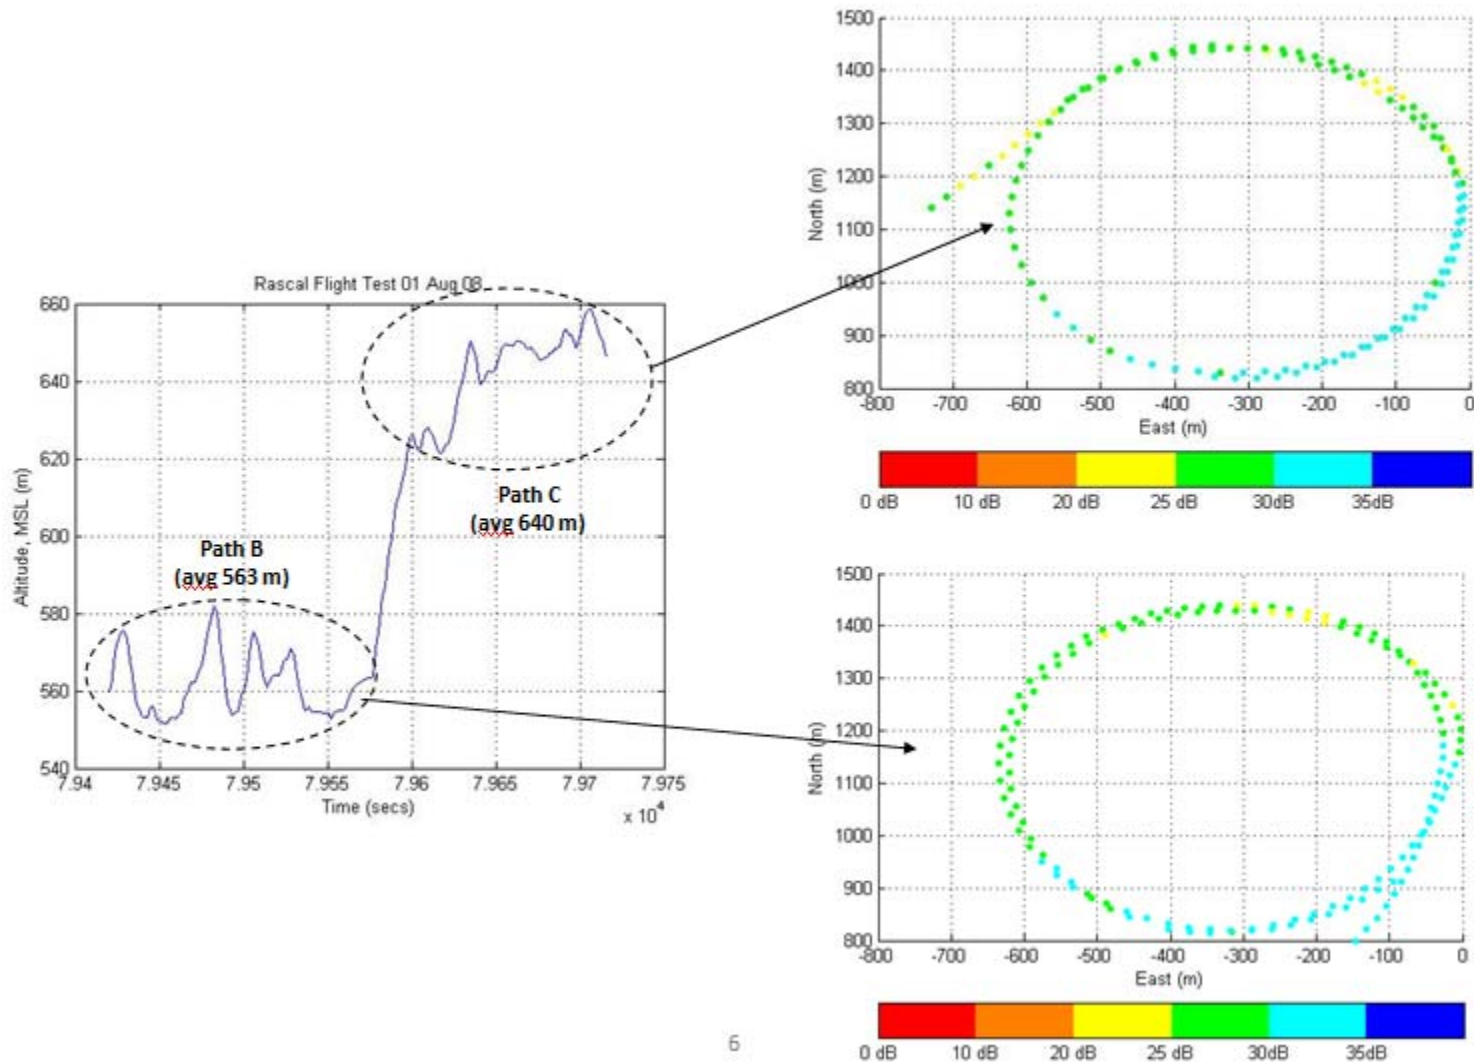 Rascal Flight Test 01 Aug 08
660
640
620
600
580
560
540
Altitude, MSL (m)
7.94
7.945
7.95
7.955
7.96
7.965
7.97
7.975
Time (secs)
x 10⁴
Path B
(avg 563 m)
Path C
(avg 640 m)
1500
1400
1300
1200
1100
1000
900
800
North (m)
-800
-700
-600
-500
-400
-300
-200
-100
0
East (m)
0 dB
10 dB
20 dB
25 dB
30dB
35dB
1500
1400
1300
1200
1100
1000
900
800
North (m)
-800
-700
-600
-500
-400
-300
-200
-100
0
East (m)
0 dB
10 dB
20 dB
25 dB
30dB
35dB
6